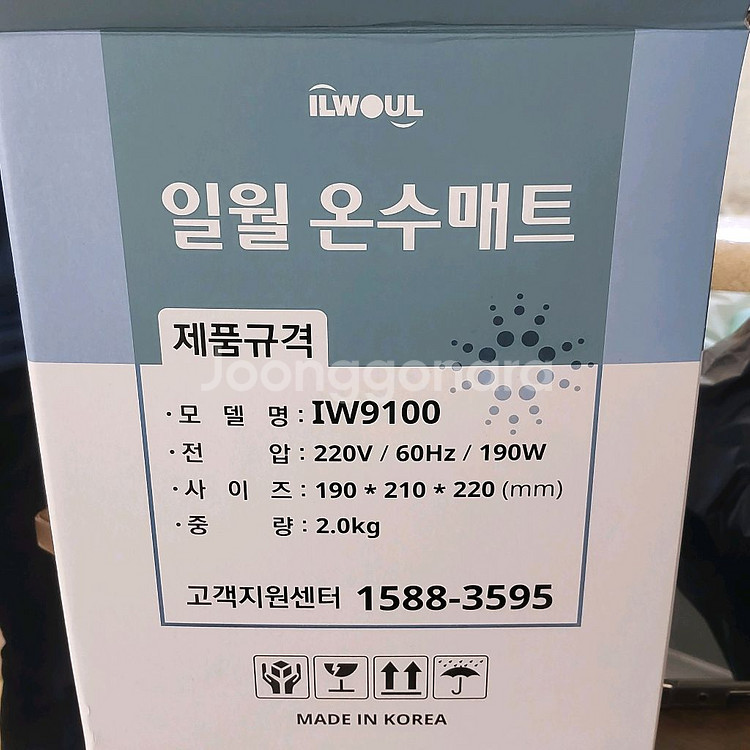 ILWOUL
일월 온수매트
제품규격
Joonggonara
· 모 델 명 : IW9100
· 전 압 : 220V / 60Hz / 190W
· 사 이 즈 : 190 * 210 * 220 (mm)
· 중 량 : 2.0kg
고객지원센터 1588-3595
MADE IN KOREA